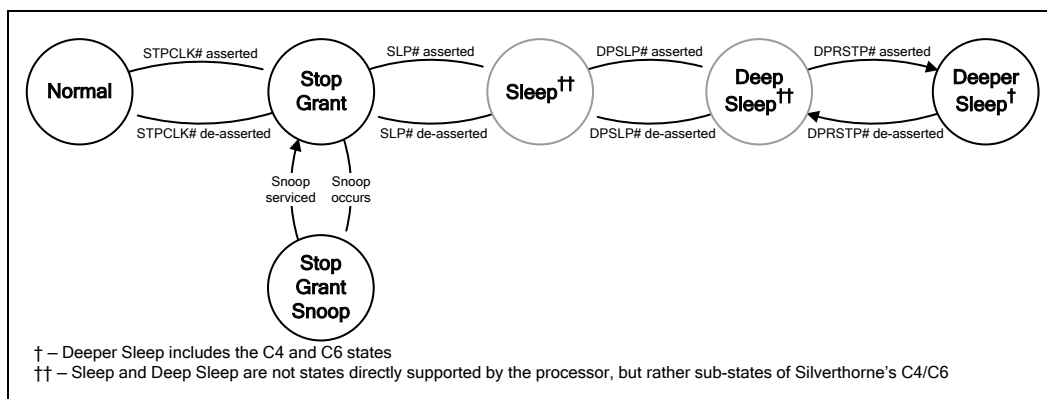 STPCLK# asserted
SLP# asserted
DPSLP# asserted
DPRSTP# asserted
Normal
Stop
Grant
Sleep††
Deep
Sleep††
Deeper
Sleep†
STPCLK# de-asserted
SLP# de-asserted
DPSLP# de-asserted
DPRSTP# de-asserted
Snoop
serviced
Snoop
occurs
Stop
Grant
Snoop
† – Deeper Sleep includes the C4 and C6 states
†† – Sleep and Deep Sleep are not states directly supported by the processor, but rather sub-states of Silverthorne's C4/C6